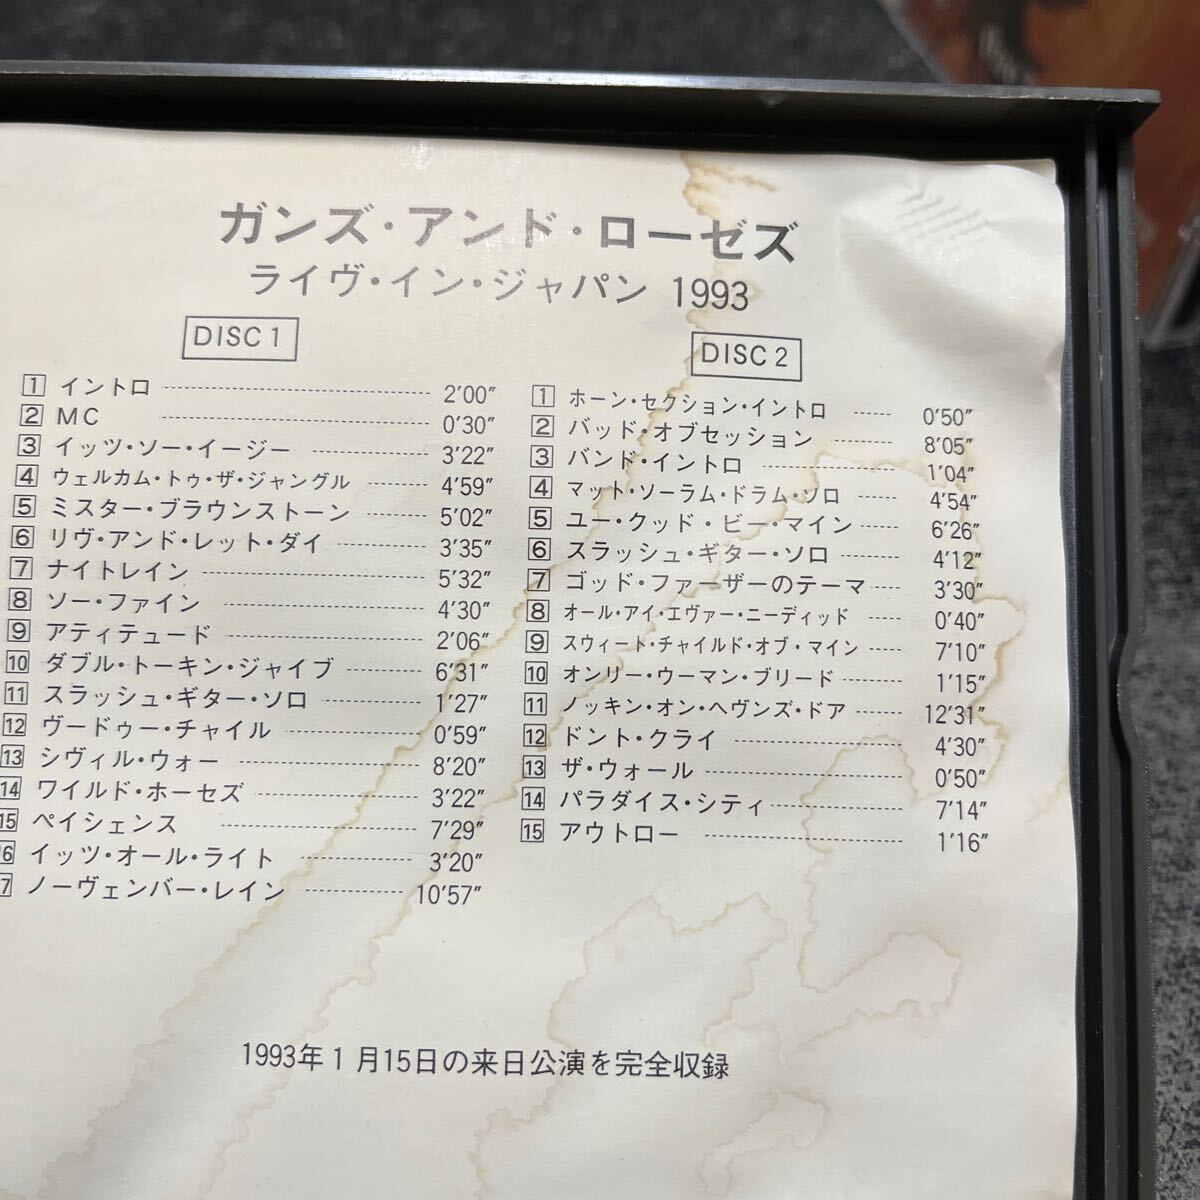 ガンズ・アンド・ローゼズ
ライヴ・イン・ジャパン 1993
DISC 1
1 イントロ 2′00″
2 MC 0′30″
3 イッツ・ソー・イージー 3′22″
4 ウェルカム・トゥ・ザ・ジャングル 4′59″
5 ミスター・ブラウンストーン 5′02″
6 リヴ・アンド・レット・ダイ 3′35″
7 ナイトレイン 5′32″
8 ソー・ファイン 4′30″
9 アティテュード 2′06″
10 ダブル・トーキン・ジャイブ 6′31″
11 スラッシュ・ギター・ソロ 1′27″
12 ヴードゥー・チャイル 0′59″
13 シヴィル・ウォー 8′20″
14 ワイルド・ホーセズ 3′22″
15 ペイシェンス 7′29″
6 イッツ・オール・ライト 3′20″
7 ノーヴェンバー・レイン 10′57″
DISC 2
1 ホーン・セクション・イントロ 0′50″
2 バッド・オブセッション 8′05″
3 バンド・イントロ 1′04″
4 マット・ソーラム・ドラム・ソロ 4′54″
5 ユー・クッド・ビー・マイン 6′26″
6 スラッシュ・ギター・ソロ 4′12″
7 ゴッド・ファーザーのテーマ 3′30″
8 オール・アイ・エヴァー・ニーディッド 0′40″
9 スウィート・チャイルド・オブ・マイン 7′10″
10 オンリー・ウーマン・ブリード 1′15″
11 ノッキン・オン・ヘヴンズ・ドア 12′31″
12 ドント・クライ 4′30″
13 ザ・ウォール 0′50″
14 パラダイス・シティ 7′14″
15 アウトロー 1′16″
1993年1月15日の来日公演を完全収録